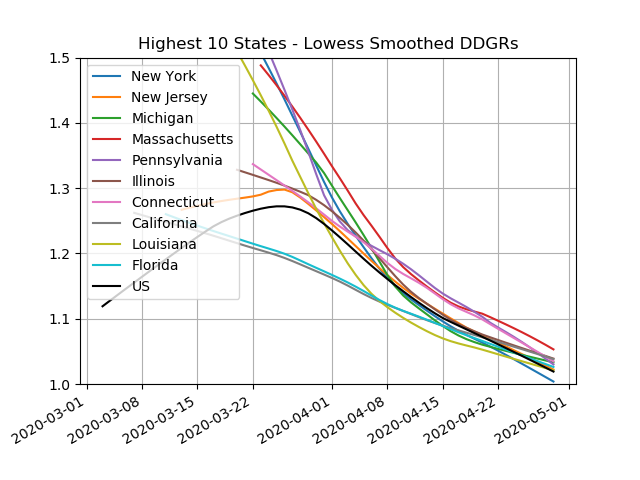 Highest 10 States - Lowess Smoothed DDGRs
1.5
1.4
1.3
1.2
1.1
1.0
New York
New Jersey
Michigan
Massachusetts
Pennsylvania
Illinois
Connecticut
California
Louisiana
Florida
US
2020-03-01
2020-03-08
2020-03-15
2020-03-22
2020-04-01
2020-04-08
2020-04-15
2020-04-22
2020-05-01